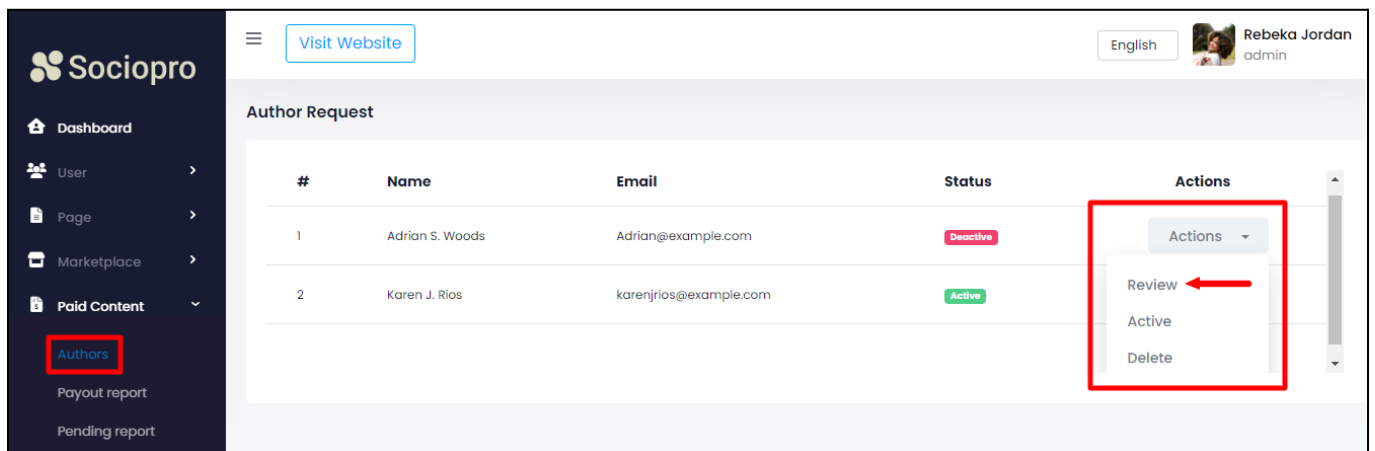 Sociopro
Visit Website
English
Rebeka Jordan
admin
Dashboard
User
Page
Marketplace
Paid Content
Authors
Payout report
Pending report
Author Request
# Name Email Status Actions
1 Adrian S. Woods Adrian@example.com Deactive Actions
2 Karen J. Rios karenjrios@example.com Active
Review
Active
Delete